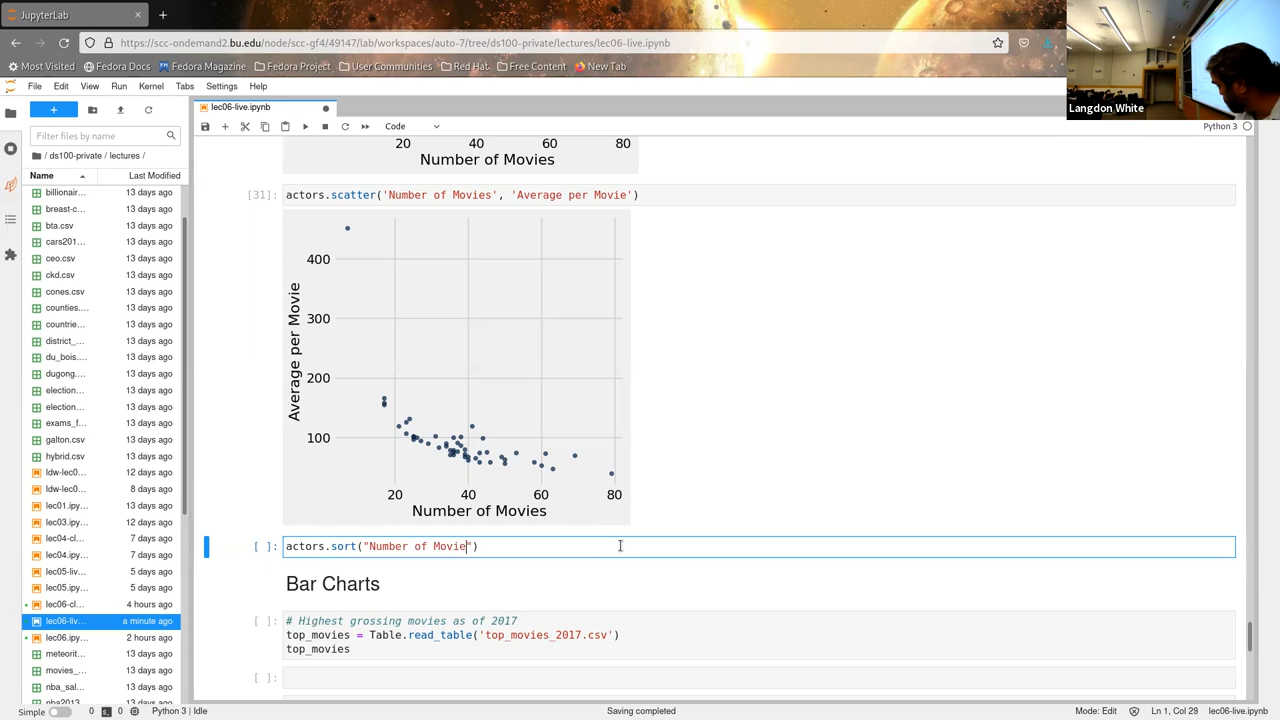 JupyterLab
https://scc-ondemand2.bu.edu/node/scc-gf4/49147/lab/workspaces/auto-7/tree/ds100-private/lectures/lec06-live.ipynb
Most Visited
Fedora Docs
Fedora Magazine
Fedora Project
User Communities
Red Hat
Free Content
New Tab
Langdon White
File
Edit
View
Run
Kernel
Tabs
Settings
Help
lec06-live.ipynb
Filter files by name
Code
Python 3
/ ds100-private / lectures /
Name
Last Modified
billionair... 13 days ago
breast-c... 13 days ago
bta.csv 13 days ago
cars201... 13 days ago
ceo.csv 13 days ago
ckd.csv 13 days ago
cones.csv 13 days ago
counties.... 13 days ago
countrie... 13 days ago
district_... 13 days ago
du_bois.... 13 days ago
dugong.... 13 days ago
election... 13 days ago
election... 13 days ago
exams_f... 13 days ago
galton.csv 13 days ago
hybrid.csv 13 days ago
ldw-lec0... 12 days ago
ldw-lec0... 8 days ago
lec01.ipy... 13 days ago
lec03.ipy... 12 days ago
lec04-cl... 7 days ago
lec04.ipy... 7 days ago
lec05-liv... 5 days ago
lec05.ipy... 5 days ago
lec06-cl... 4 hours ago
lec06-liv... a minute ago
lec06.ipy... 2 hours ago
meteorit... 13 days ago
movies_... 13 days ago
nba_sal... 13 days ago
nba2013... 13 days ago
20 40 60 80
Number of Movies
[31]: actors.scatter('Number of Movies', 'Average per Movie')
400
300
200
100
Average per Movie
20 40 60 80
Number of Movies
[ ]: actors.sort("Number of Movie")
Bar Charts
[ ]: # Highest grossing movies as of 2017
top_movies = Table.read_table('top_movies_2017.csv')
top_movies
[ ]:
Simple
0
0
Python 3 | Idle
Saving completed
Mode: Edit
Ln 1, Col 29
lec06-live.ipynb